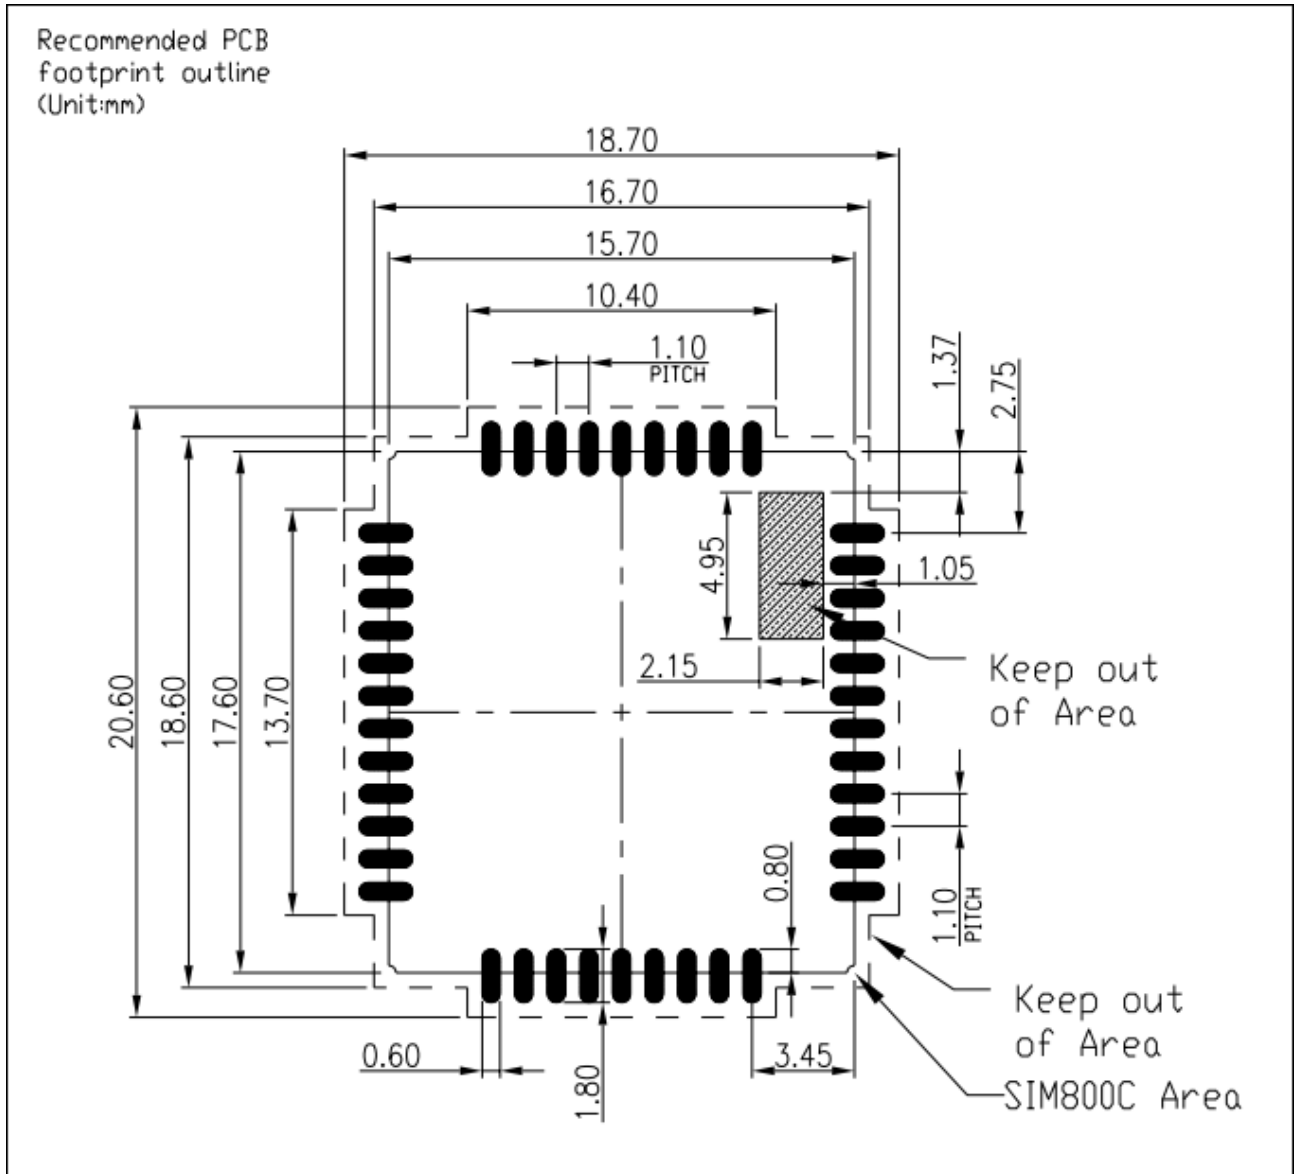 Recommended PCB
footprint outline
(Unit:mm)
18.70
16.70
15.70
10.40
1.10
PITCH
1.37
2.75
4.95
1.05
2.15
Keep out
of Area
20.60
18.60
17.60
13.70
0.80
1.10
PITCH
Keep out
of Area
0.60
1.80
3.45
SIM800C Area